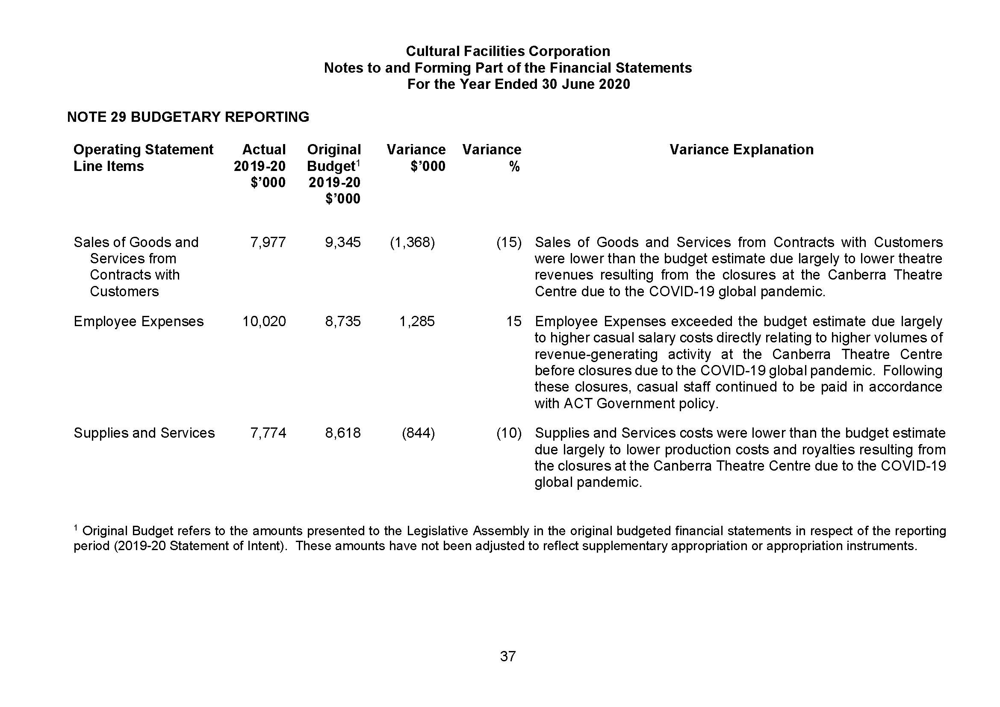 Cultural Facilities Corporation
Notes to and Forming Part of the Financial Statements
For the Year Ended 30 June 2020
NOTE 29 BUDGETARY REPORTING
Operating Statement Actual Original Variance Variance Variance Explanation
Line Items 2019-20 Budget¹ $’000 %
$’000 2019-20
$’000
Sales of Goods and 7,977 9,345 (1,368) (15) Sales of Goods and Services from Contracts with Customers
Services from were lower than the budget estimate due largely to lower theatre
Contracts with revenues resulting from the closures at the Canberra Theatre
Customers Centre due to the COVID-19 global pandemic.
Employee Expenses 10,020 8,735 1,285 15 Employee Expenses exceeded the budget estimate due largely
to higher casual salary costs directly relating to higher volumes of
revenue-generating activity at the Canberra Theatre Centre
before closures due to the COVID-19 global pandemic. Following
these closures, casual staff continued to be paid in accordance
with ACT Government policy.
Supplies and Services 7,774 8,618 (844) (10) Supplies and Services costs were lower than the budget estimate
due largely to lower production costs and royalties resulting from
the closures at the Canberra Theatre Centre due to the COVID-19
global pandemic.
¹ Original Budget refers to the amounts presented to the Legislative Assembly in the original budgeted financial statements in respect of the reporting
period (2019-20 Statement of Intent). These amounts have not been adjusted to reflect supplementary appropriation or appropriation instruments.
37